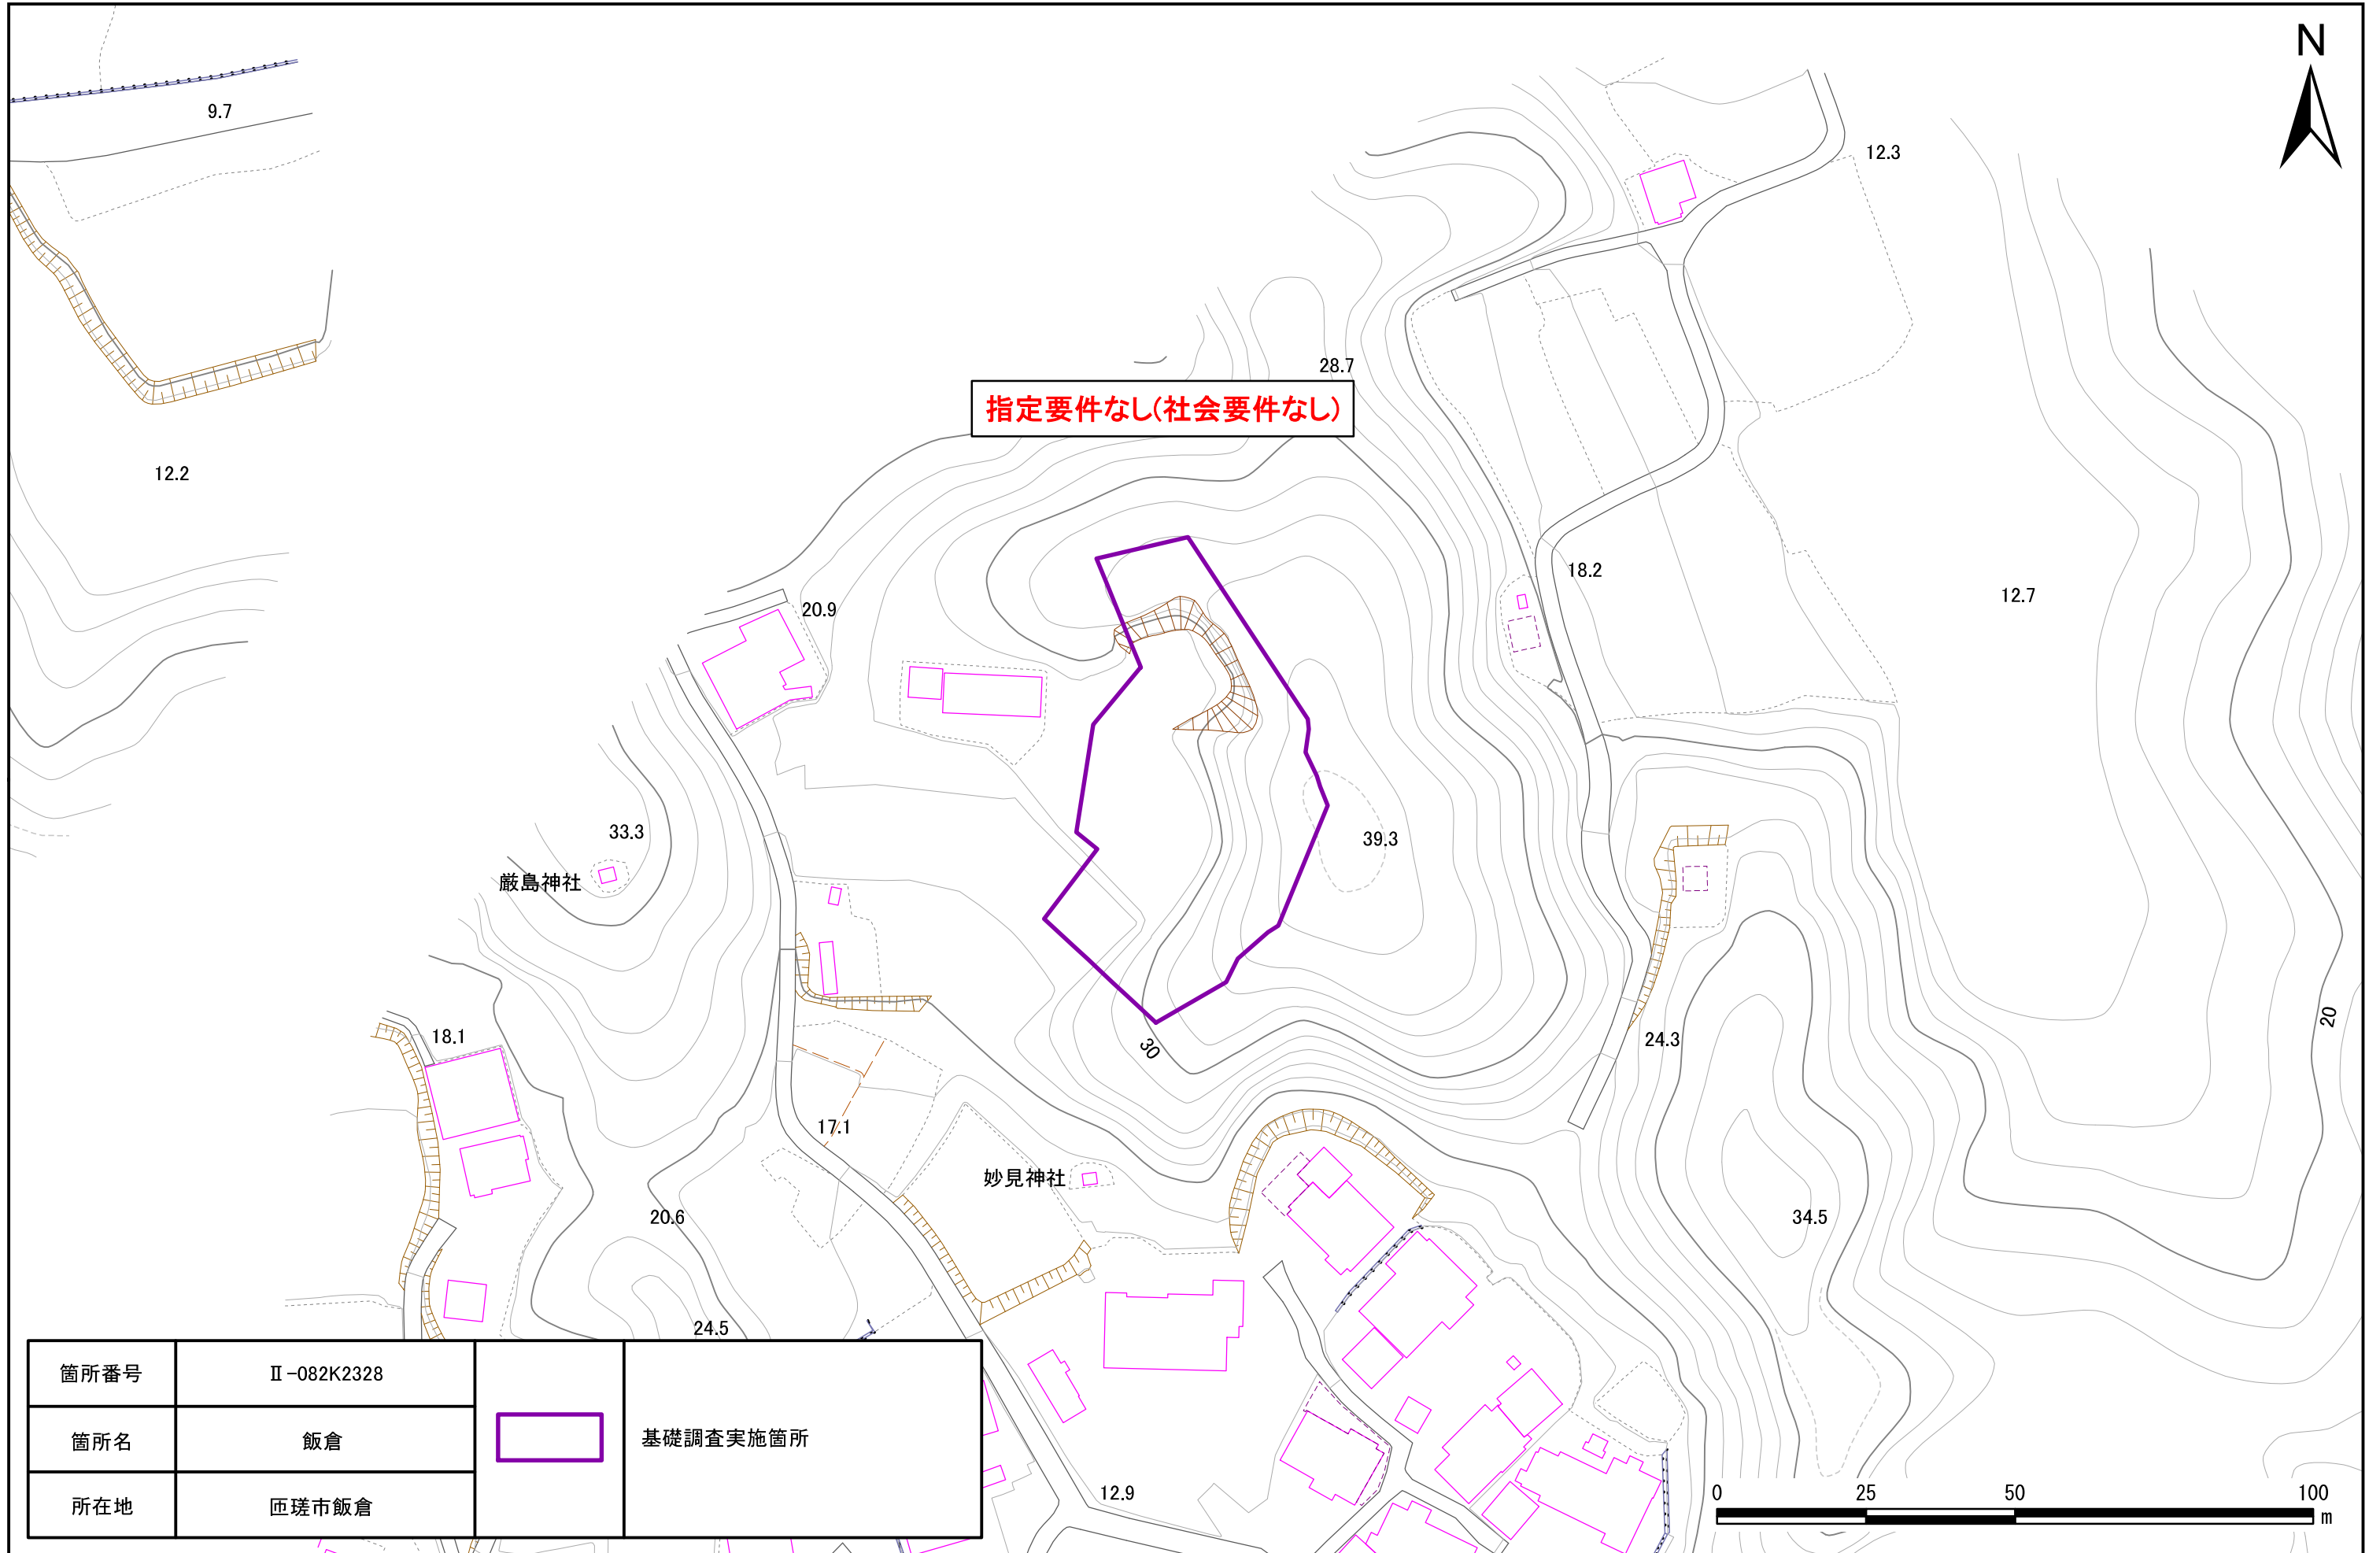 N
9.7
12.3
28.7
指定要件なし(社会要件なし)
12.2
18.2
12.7
20.9
33.3
39.3
厳島神社
20
18.1
24.3
30
17.1
妙見神社
20.6
34.5
24.5
箇所番号 Ⅱ-082K2328
箇所名 飯倉
所在地 匝瑳市飯倉
基礎調査実施箇所
12.9
0 25 50 100
m